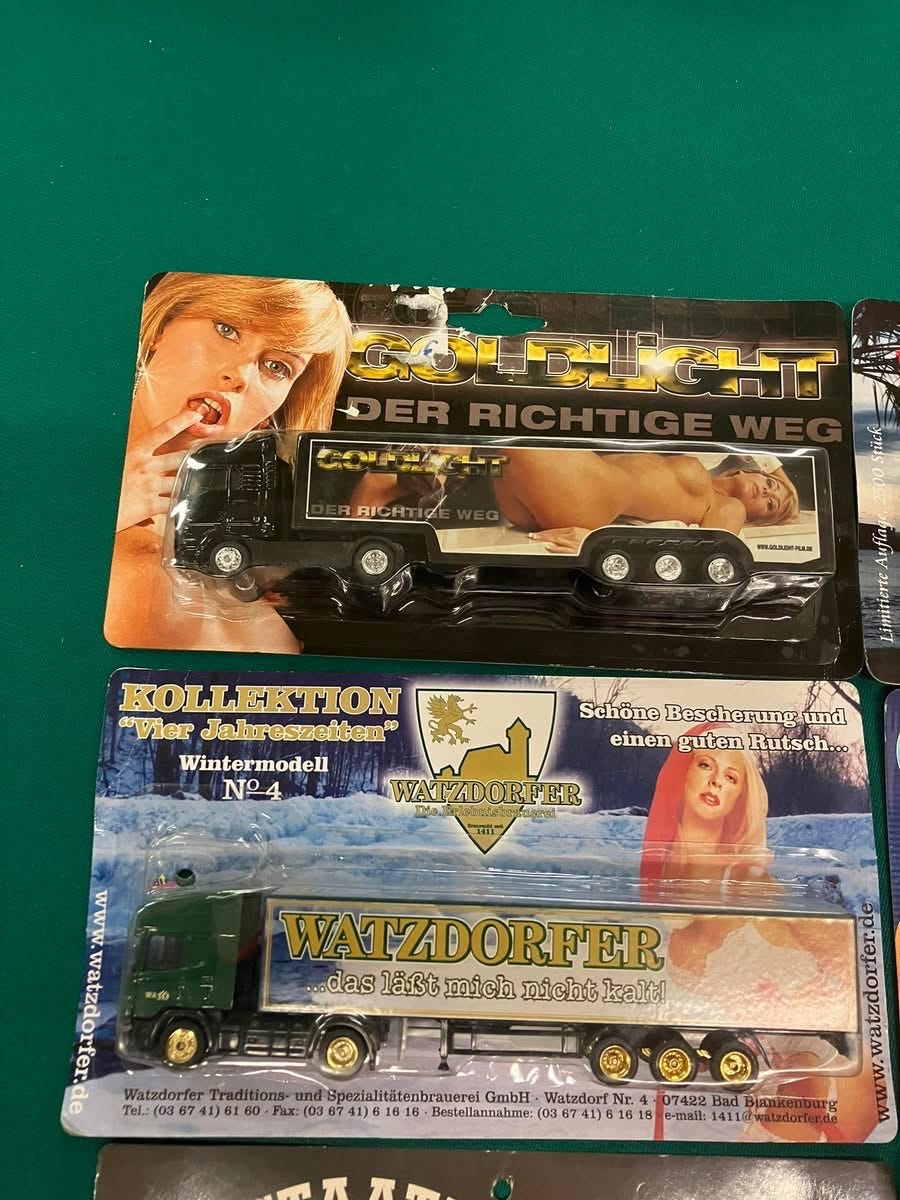 GOLDLIGHT
DER RICHTIGE WEG
GOLDLIGHT
DER RICHTIGE WEG
WWW.GOLDLIGHT-FILM.DE
Limitierte Auflage 2500 Stück
KOLLEKTION
"Vier Jahreszeiten"
Wintermodell
Nº 4
WATZDORFER
Die Erlebnisbrauerei
Braurecht seit
1411
Schöne Bescherung und
einen guten Rutsch...
WATZDORFER
...das läßt mich nicht kalt!
www.watzdorfer.de
www.watzdorfer.de
Watzdorfer Traditions- und Spezialitätenbrauerei GmbH · Watzdorf Nr. 4 · 07422 Bad Blankenburg
Tel.: (03 67 41) 61 60 · Fax: (03 67 41) 6 16 16 · Bestellannahme: (03 67 41) 6 16 18 · e-mail: 1411@watzdorfer.de